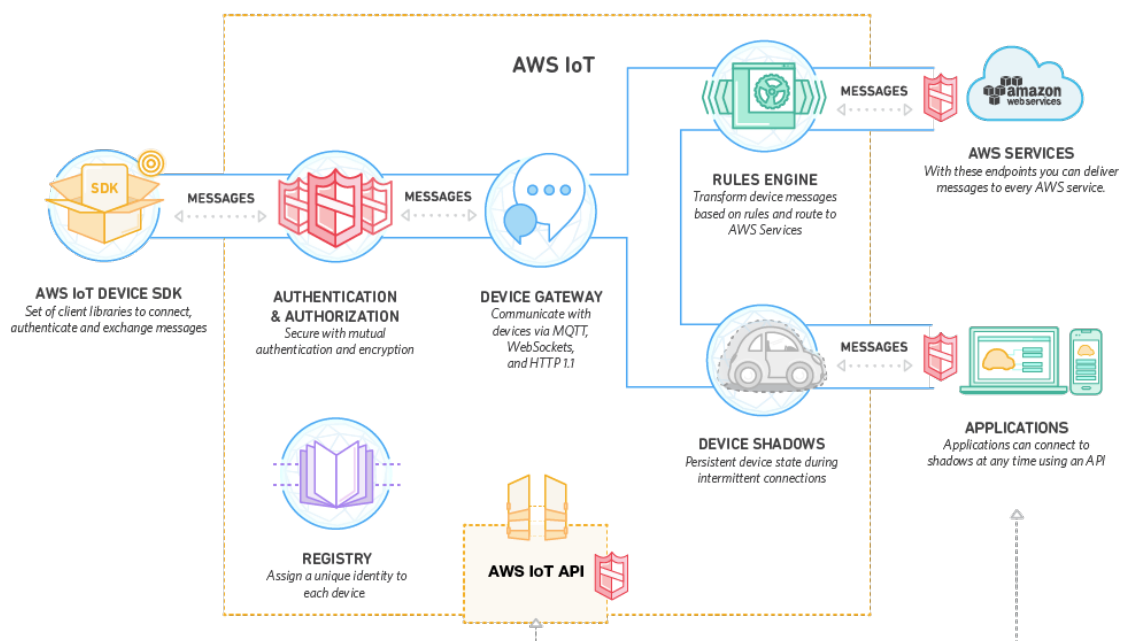 AWS IoT
MESSAGES
amazon
webservices
SDK
AWS SERVICES
With these endpoints you can deliver
messages to every AWS service.
RULES ENGINE
Transform device messages
based on rules and route to
AWS Services
MESSAGES
MESSAGES
AWS IoT DEVICE SDK
Set of client libraries to connect,
authenticate and exchange messages
AUTHENTICATION
& AUTHORIZATION
Secure with mutual
authentication and encryption
DEVICE GATEWAY
Communicate with
devices via MQTT,
WebSockets,
and HTTP 1.1
MESSAGES
DEVICE SHADOWS
Persistent device state during
intermittent connections
APPLICATIONS
Applications can connect to
shadows at any time using an API
REGISTRY
Assign a unique identity to
each device
AWS IoT API